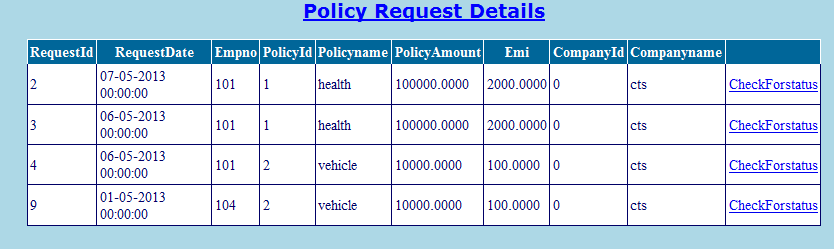 Policy Request Details
RequestId RequestDate Empno PolicyId Policyname PolicyAmount Emi CompanyId Companyname
2 07-05-2013 00:00:00 101 1 health 100000.0000 2000.0000 0 cts CheckForstatus
3 06-05-2013 00:00:00 101 1 health 100000.0000 2000.0000 0 cts CheckForstatus
4 06-05-2013 00:00:00 101 2 vehicle 10000.0000 100.0000 0 cts CheckForstatus
9 01-05-2013 00:00:00 104 2 vehicle 10000.0000 100.0000 0 cts CheckForstatus